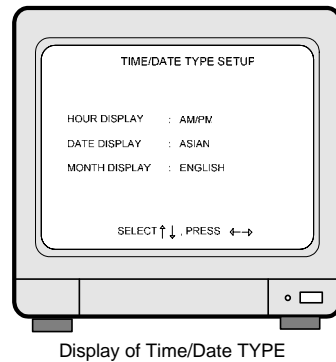 TIME/DATE TYPE SETUP
HOUR DISPLAY : AM/PM
DATE DISPLAY : ASIAN
MONTH DISPLAY : ENGLISH
SELECT ↑↓ , PRESS ←→
Display of Time/Date TYPE